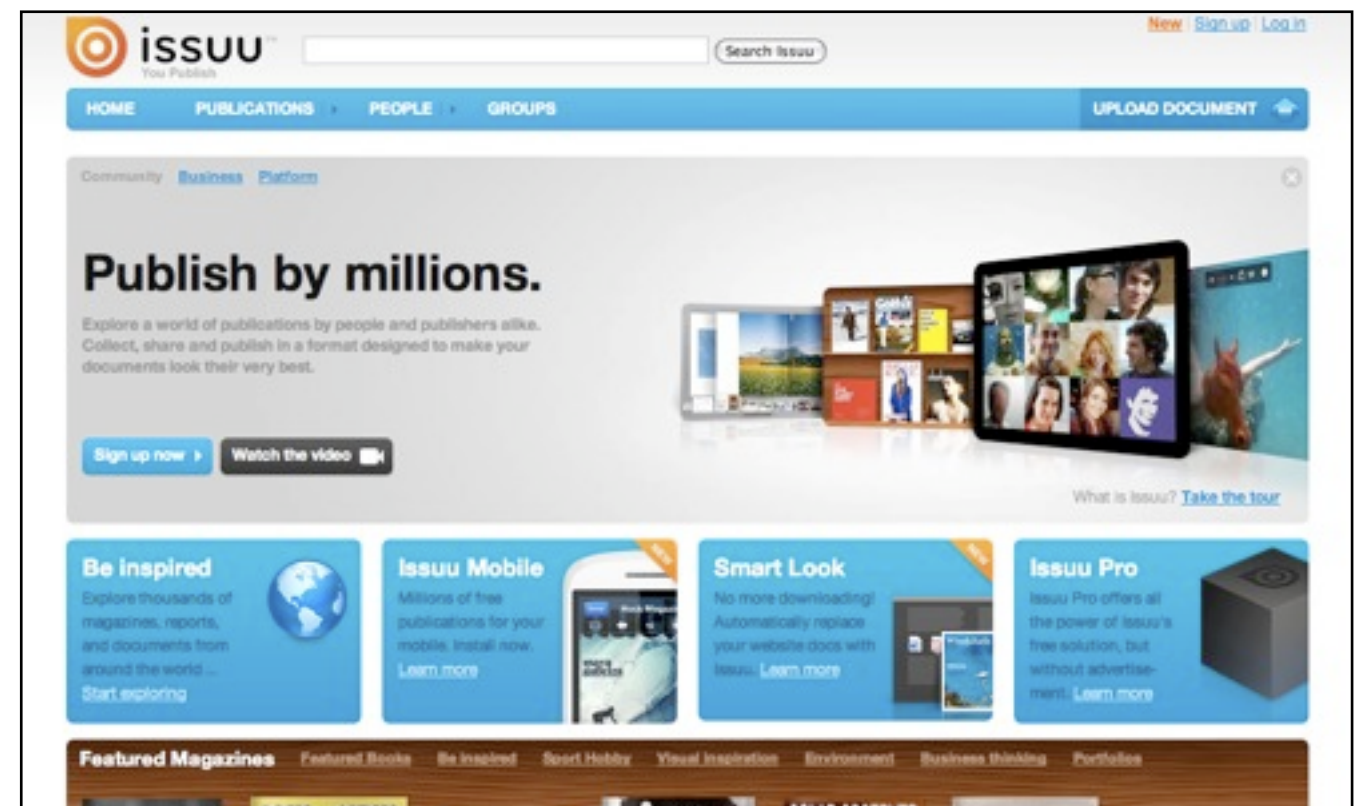 issuu™
You Publish
Search Issuu
New | Sign up | Log in
HOME PUBLICATIONS PEOPLE GROUPS UPLOAD DOCUMENT
Community Business Platform
Publish by millions.
Explore a world of publications by people and publishers alike.
Collect, share and publish in a format designed to make your
documents look their very best.
Sign up now Watch the video
What is Issuu? Take the tour
Be inspired
Explore thousands of
magazines, reports,
and documents from
around the world ...
Start exploring
Issuu Mobile
NEW
Millions of free
publications for your
mobile. Install now.
Learn more
Smart Look
NEW
No more downloading!
Automatically replace
your website docs with
Issuu. Learn more
Issuu Pro
Issuu Pro offers all
the power of Issuu's
free solution, but
without advertise-
ment. Learn more
Featured Magazines Featured Books Be inspired Sport Hobby Visual inspiration Environment Business thinking Portfolios